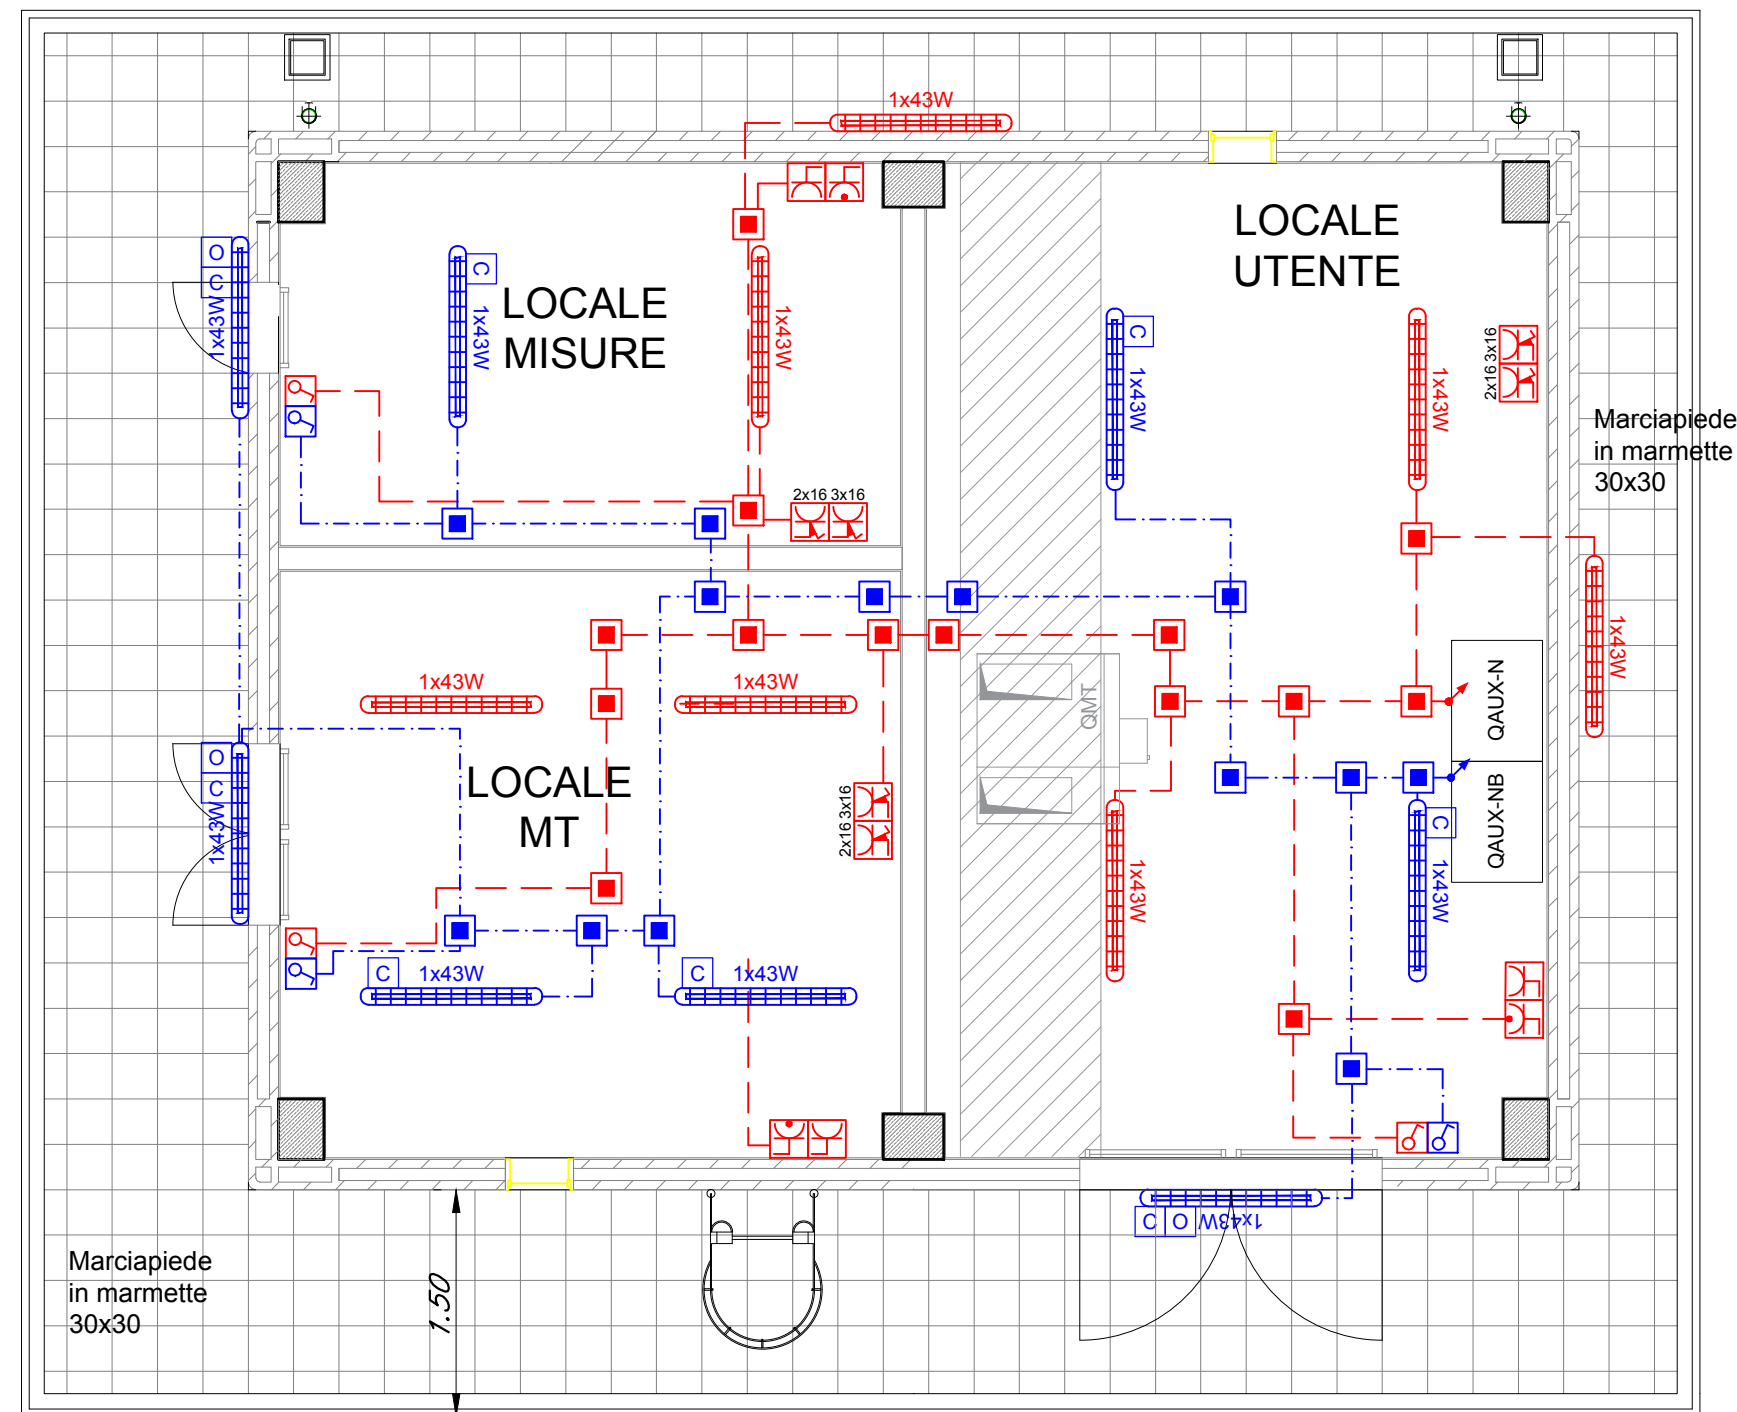 1x43W
LOCALE
UTENTE
O
C
1x43W
C
1x43W
LOCALE
MISURE
1x43W
C
1x43W
1x43W
2x16 3x16
Marciapiede
in marmette
30x30
2x16 3x16
1x43W
1x43W
1x43W
QMT
QAUX-N
O
C
1x43W
LOCALE
MT
2x16 3x16
1x43W
C
1x43W
QAUX-NB
C
1x43W
C
1x43W
C
O
1x43W
Marciapiede
in marmette
30x30
1.50